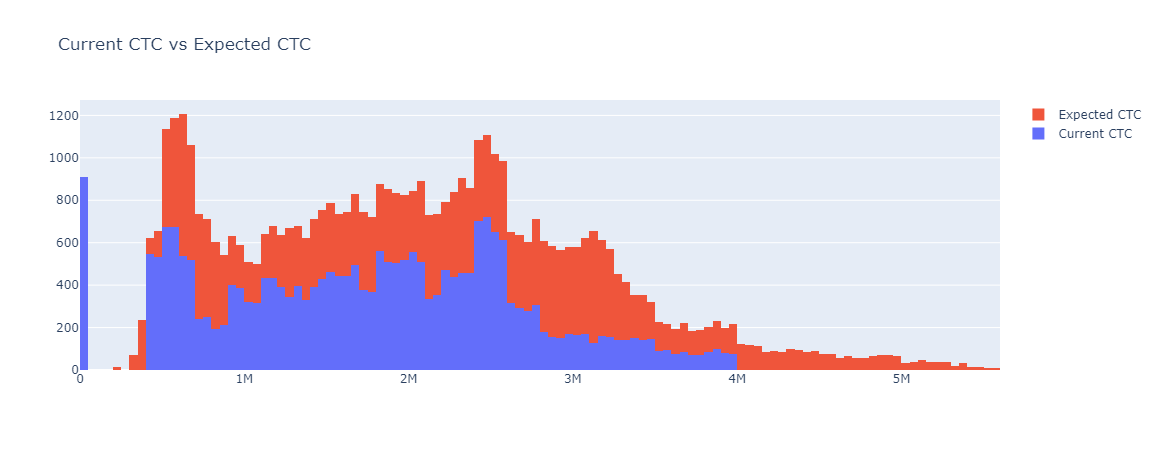 Current CTC vs Expected CTC
1200
1000
800
600
400
200
0
0 1M 2M 3M 4M 5M
Expected CTC
Current CTC